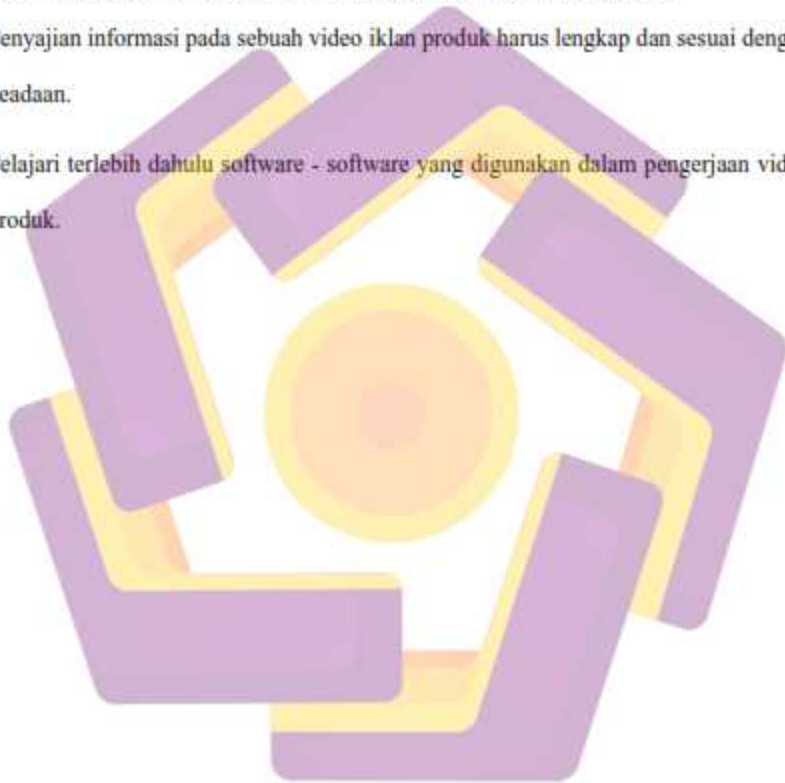 enyajian informasi pada sebuah video iklan produk harus lengkap dan sesuai deng
eadaan.
elajari terlebih dahulu software - software yang digunakan dalam pengerjaan vid
roduk.